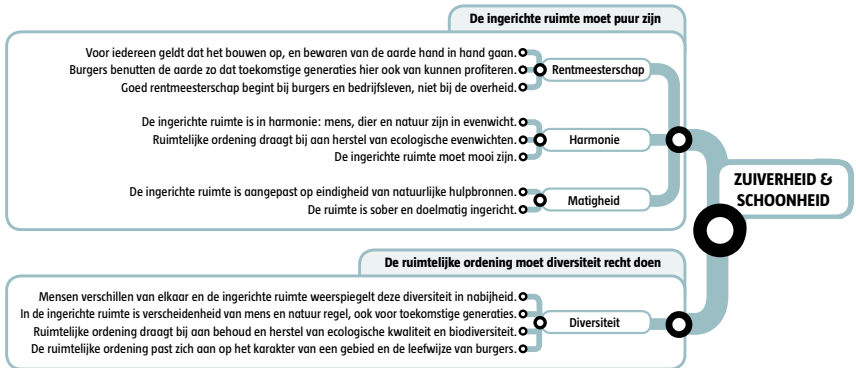 De ingerichte ruimte moet puur zijn
Voor iedereen geldt dat het bouwen op, en bewaren van de aarde hand in hand gaan.
Burgers benutten de aarde zo dat toekomstige generaties hier ook van kunnen profiteren.
Goed rentmeesterschap begint bij burgers en bedrijfsleven, niet bij de overheid.
Rentmeesterschap
De ingerichte ruimte is in harmonie: mens, dier en natuur zijn in evenwicht.
Ruimtelijke ordening draagt bij aan herstel van ecologische evenwichten.
De ingerichte ruimte moet mooi zijn.
Harmonie
De ingerichte ruimte is aangepast op eindigheid van natuurlijke hulpbronnen.
De ruimte is sober en doelmatig ingericht.
Matigheid
ZUIVERHEID &
SCHOONHEID
De ruimtelijke ordening moet diversiteit recht doen
Mensen verschillen van elkaar en de ingerichte ruimte weerspiegelt deze diversiteit in nabijheid.
In de ingerichte ruimte is verscheidenheid van mens en natuur regel, ook voor toekomstige generaties.
Ruimtelijke ordening draagt bij aan behoud en herstel van ecologische kwaliteit en biodiversiteit.
De ruimtelijke ordening past zich aan op het karakter van een gebied en de leefwijze van burgers.
Diversiteit